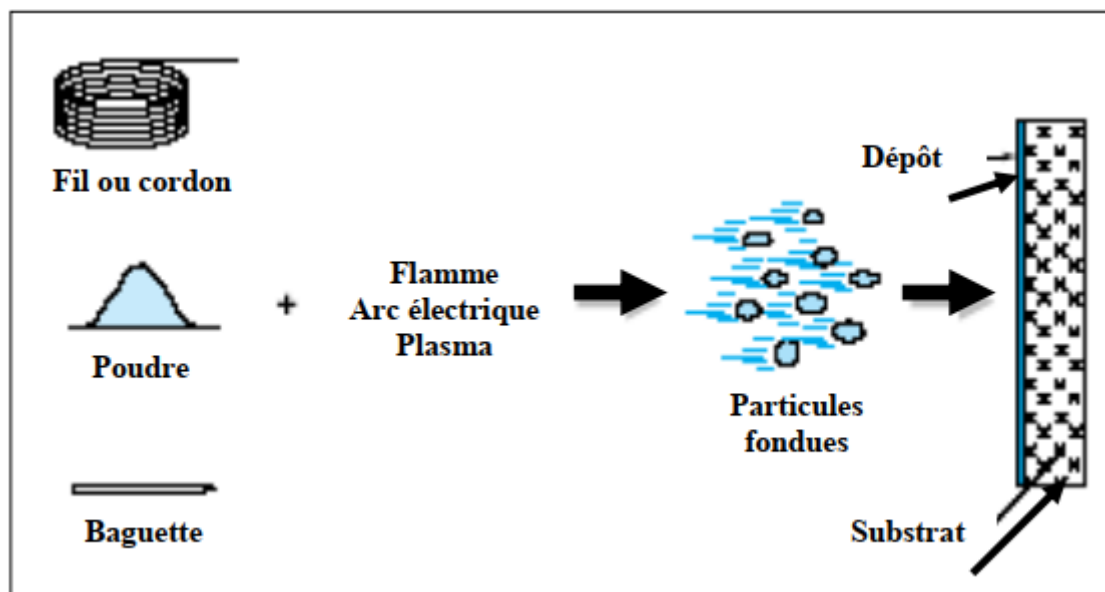 Fil ou cordon
Poudre
Baguette
+
Flamme
Arc électrique
Plasma
Particules
fondues
Dépôt
Substrat